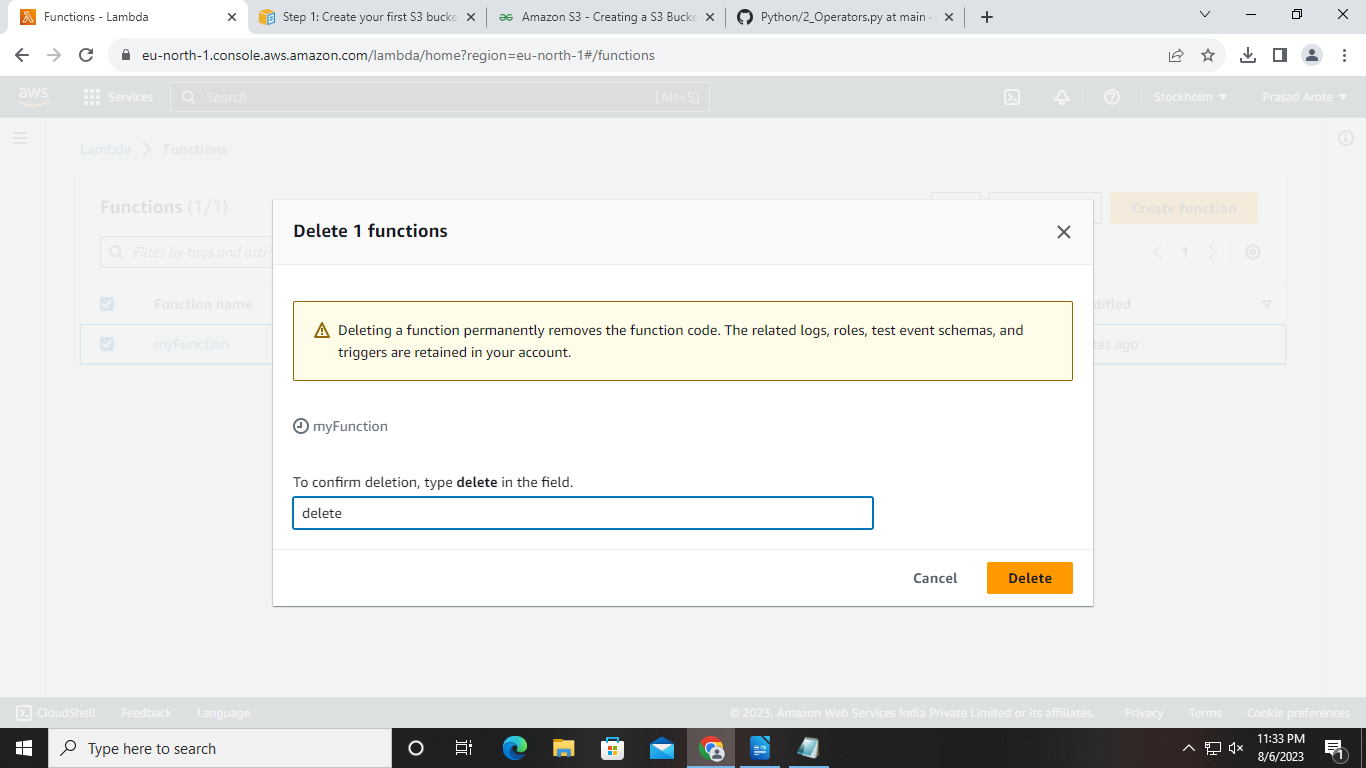 Functions - Lambda
Step 1: Create your first S3 bucke
Amazon S3 - Creating a S3 Bucke
Python/2_Operators.py at main
eu-north-1.console.aws.amazon.com/lambda/home?region=eu-north-1#/functions
aws
Services
Search
[Alt+S]
Stockholm
Prasad Arote
Lambda
Functions
Functions (1/1)
Create function
Filter by tags and attri
1
Function name
dified
myFunction
tes ago
Delete 1 functions
Deleting a function permanently removes the function code. The related logs, roles, test event schemas, and
triggers are retained in your account.
myFunction
To confirm deletion, type delete in the field.
delete
Cancel
Delete
CloudShell
Feedback
Language
© 2023, Amazon Web Services India Private Limited or its affiliates.
Privacy
Terms
Cookie preferences
Type here to search
11:33 PM
8/6/2023
1